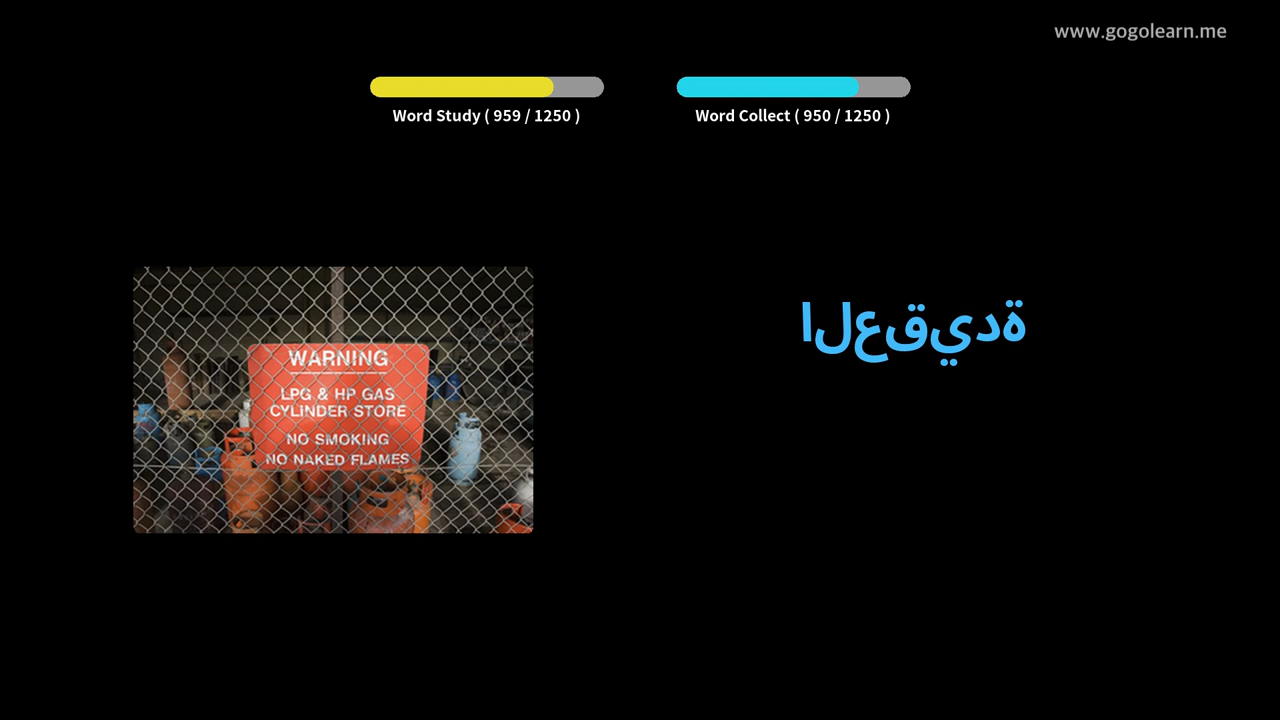 www.gogolearn.me
Word Study ( 959 / 1250 )
Word Collect ( 950 / 1250 )
العقيدة
WARNING
LPG & HP GAS
CYLINDER STORE
NO SMOKING
NO NAKED FLAMES